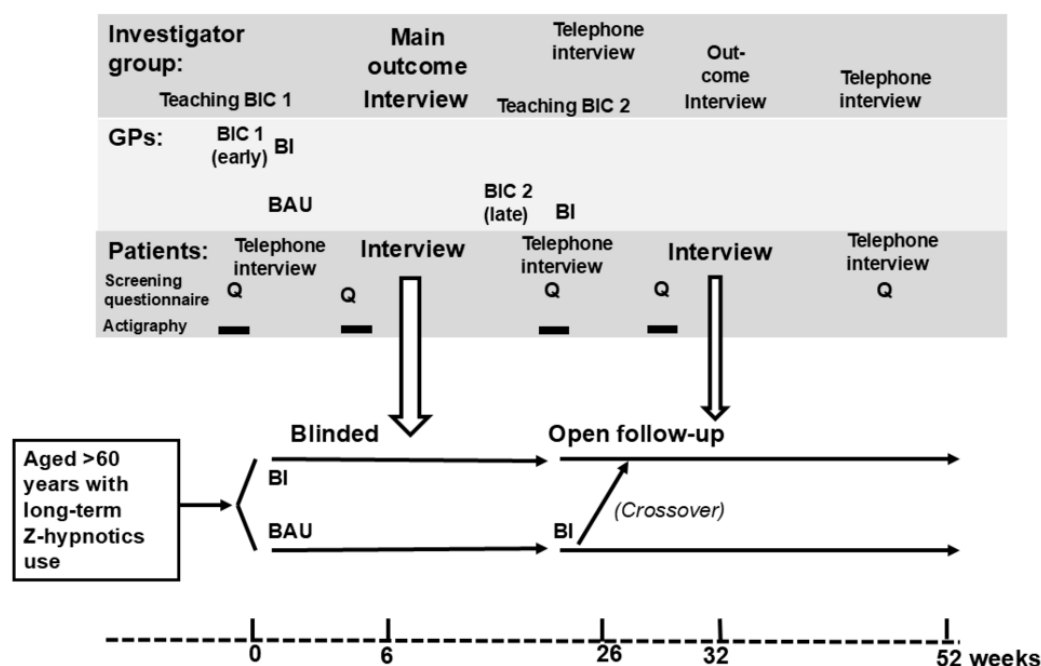 Investigator
group:
Teaching BIC 1
Main
outcome
Interview
Telephone
interview
Teaching BIC 2
Out-
come
Interview
Telephone
interview
GPs:
BIC 1
(early)
BI
BAU
BIC 2
(late)
BI
Patients:
Telephone
interview
Interview
Telephone
interview
Interview
Telephone
interview
Screening
questionnaire
Q
Q
Q
Q
Q
Actigraphy
Blinded
Open follow-up
Aged >60
years with
long-term
Z-hypnotics
use
BI
BAU
BI
(Crossover)
0
6
26
32
52 weeks